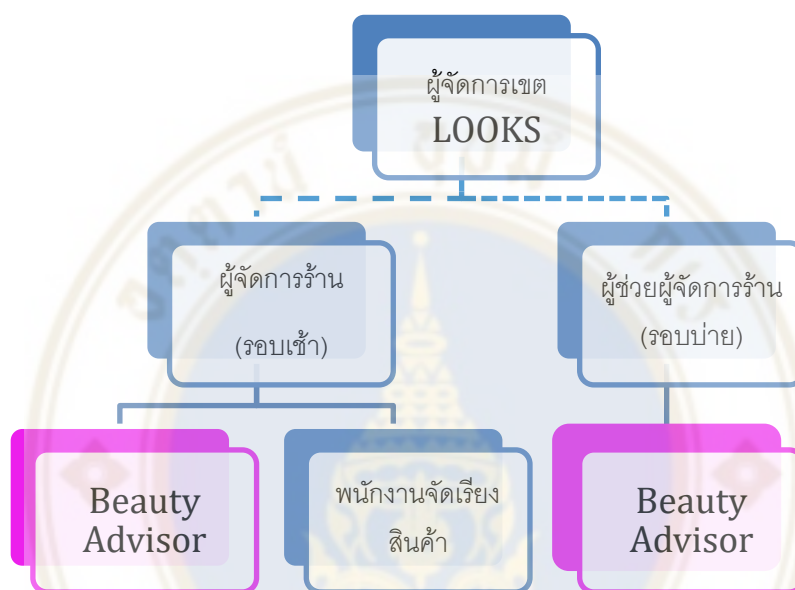 ผู้จัดการเขต
LOOKS
ผู้จัดการร้าน
(รอบเช้า)
ผู้ช่วยผู้จัดการร้าน
(รอบบ่าย)
Beauty
Advisor
พนักงานจัดเรียง
สินค้า
Beauty
Advisor